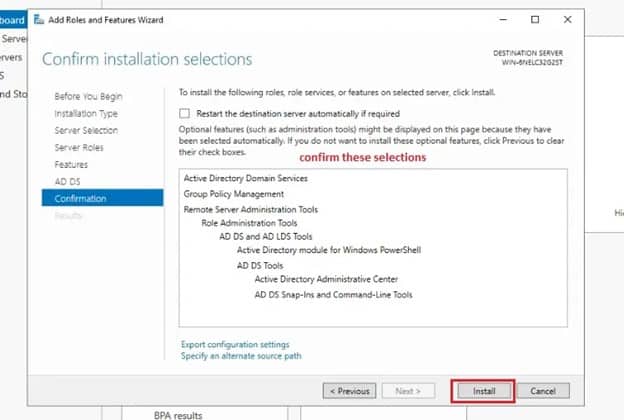 board
Add Roles and Features Wizard
Serve
ervers
S
nd Sto
Confirm installation selections
DESTINATION SERVER
WIN-6NELC32G2ST
Before You Begin
Installation Type
Server Selection
Server Roles
Features
AD DS
Confirmation
Results
To install the following roles, role services, or features on selected server, click Install.
Restart the destination server automatically if required
Optional features (such as administration tools) might be displayed on this page because they have
been selected automatically. If you do not want to install these optional features, click Previous to clear
their check boxes.
confirm these selections
Active Directory Domain Services
Group Policy Management
Remote Server Administration Tools
Role Administration Tools
AD DS and AD LDS Tools
Active Directory module for Windows PowerShell
AD DS Tools
Active Directory Administrative Center
AD DS Snap-Ins and Command-Line Tools
Export configuration settings
Specify an alternate source path
< Previous
Next >
Install
Cancel
Hi
BPA results